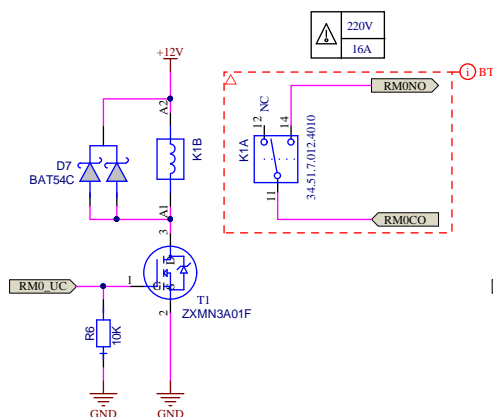 220V
16A
+12V
i BT
A2
12
NC
14
RM0NO
K1B
K1A
D7
BAT54C
34.51.7.012.4010
A1
11
RM0CO
3
D
RM0_UC
1
G
S
T1
2
ZXMN3A01F
R6
10K
GND
GND